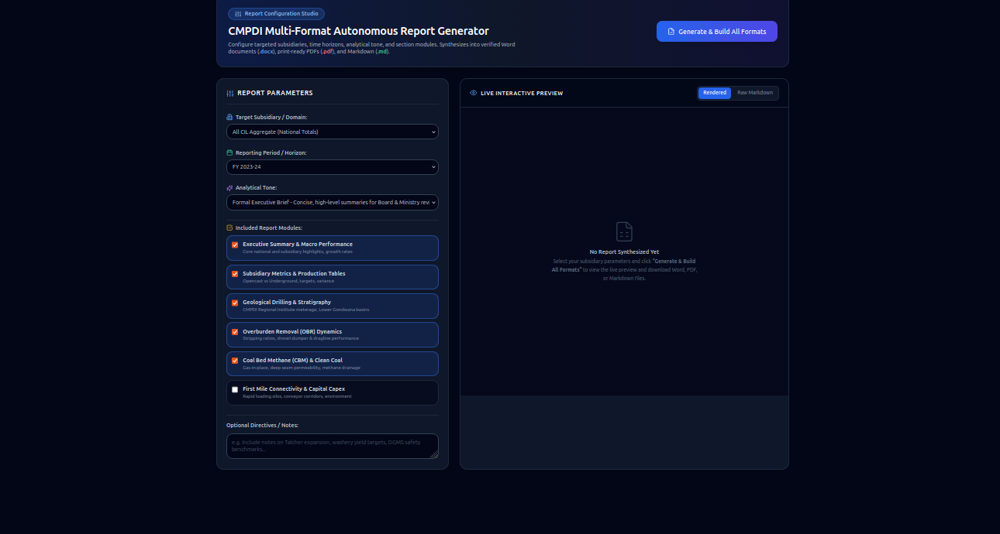 Report Configuration Studio
CMPDI Multi-Format Autonomous Report Generator
Configure targeted subsidiaries, time horizons, analytical tone, and section modules. Synthesizes into verified Word
documents (.docx), print-ready PDFs (.pdf), and Markdown (.md).
Generate & Build All Formats
REPORT PARAMETERS
Target Subsidiary / Domain:
All CIL Aggregate (National Totals)
Reporting Period / Horizon:
FY 2023-24
Analytical Tone:
Formal Executive Brief - Concise, high-level summaries for Board & Ministry revi
Included Report Modules:
Executive Summary & Macro Performance
Core national and subsidiary highlights, growth rates
Subsidiary Metrics & Production Tables
Opencast vs Underground, targets, variance
Geological Drilling & Stratigraphy
CMPDI Regional Institute meterage, Lower Gondwana basins
Overburden Removal (OBR) Dynamics
Stripping ratios, shovel-dumper & dragline performance
Coal Bed Methane (CBM) & Clean Coal
Gas-in-place, deep seam permeability, methane drainage
First Mile Connectivity & Capital Capex
Rapid loading silos, conveyor corridors, environment
Optional Directives / Notes:
e.g. Include notes on Talcher expansion, washery yield targets, DGMS safety
benchmarks...
LIVE INTERACTIVE PREVIEW
Rendered
Raw Markdown
No Report Synthesized Yet
Select your subsidiary parameters and click "Generate & Build
All Formats" to view the live preview and download Word, PDF,
or Markdown files.